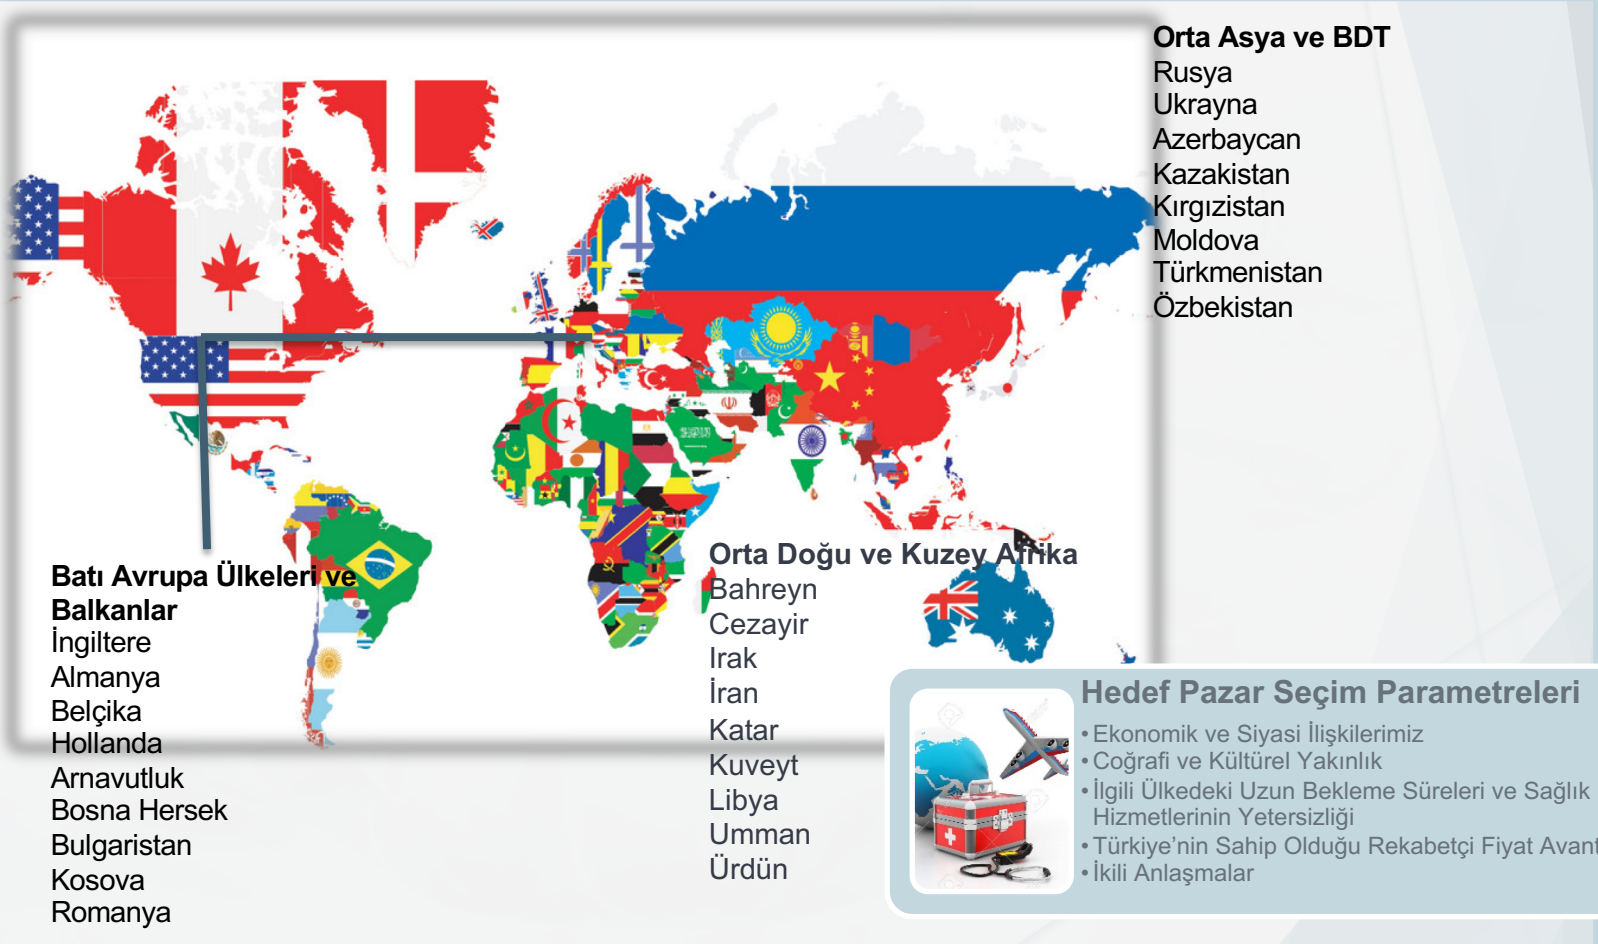 Orta Asya ve BDT
Rusya
Ukrayna
Azerbaycan
Kazakistan
Kırgızistan
Moldova
Türkmenistan
Özbekistan
Batı Avrupa Ülkeleri ve
Balkanlar
İngiltere
Almanya
Belçika
Hollanda
Arnavutluk
Bosna Hersek
Bulgaristan
Kosova
Romanya
Orta Doğu ve Kuzey Afrika
Bahreyn
Cezayir
Irak
İran
Katar
Kuveyt
Libya
Umman
Ürdün
Hedef Pazar Seçim Parametreleri
• Ekonomik ve Siyasi İlişkilerimiz
• Coğrafi ve Kültürel Yakınlık
• İlgili Ülkedeki Uzun Bekleme Süreleri ve Sağlık
Hizmetlerinin Yetersizliği
• Türkiye’nin Sahip Olduğu Rekabetçi Fiyat Avant
• İkili Anlaşmalar